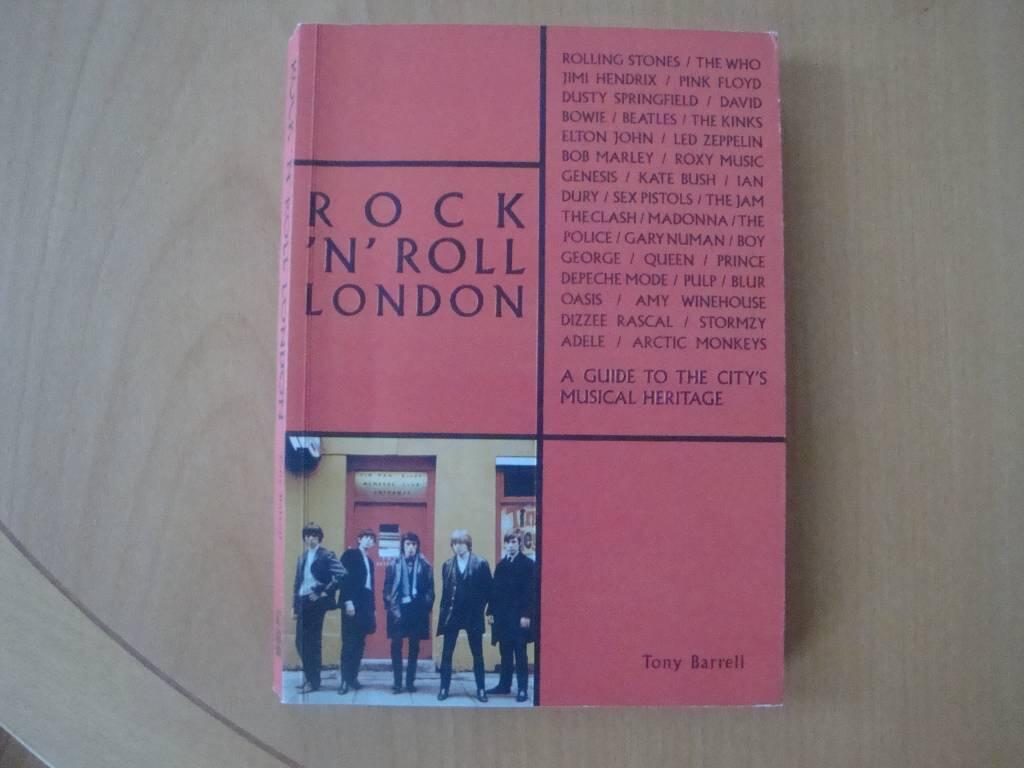 ROCK
'N' ROLL
LONDON
ROLLING STONES / THE WHO
JIMI HENDRIX / PINK FLOYD
DUSTY SPRINGFIELD / DAVID
BOWIE / BEATLES / THE KINKS
ELTON JOHN / LED ZEPPELIN
BOB MARLEY / ROXY MUSIC
GENESIS / KATE BUSH / IAN
DURY / SEX PISTOLS / THE JAM
THE CLASH / MADONNA / THE
POLICE / GARY NUMAN / BOY
GEORGE / QUEEN / PRINCE
DEPECHE MODE / PULP / BLUR
OASIS / AMY WINEHOUSE
DIZZEE RASCAL / STORMZY
ADELE / ARCTIC MONKEYS
A GUIDE TO THE CITY'S
MUSICAL HERITAGE
Tony Barrell
ROCK 'N' ROLL LONDON